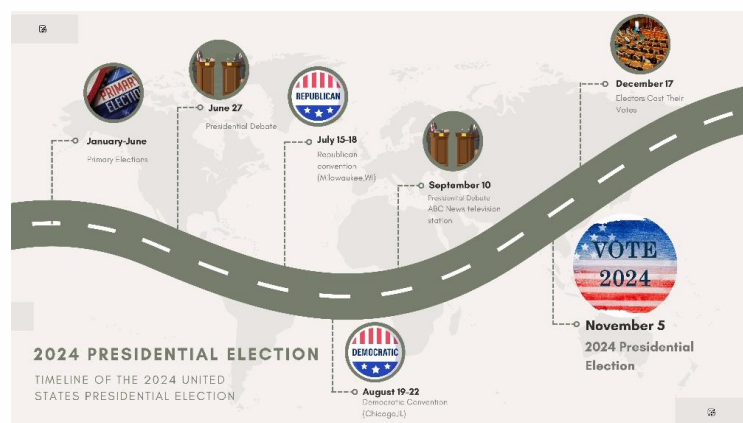 PRIMARY
ELECTIO
January-June
Primary Elections
June 27
Presidential Debate
REPUBLICAN
July 15-18
Republican
convention
(Milowaukee,WI)
September 10
Presidential Debate
ABC News television
station
December 17
Electors Cast Their
Votes
VOTE
2024
November 5
2024 Presidential
Election
DEMOCRATIC
August 19-22
Democratic Convention
(Chicago,IL)
2024 PRESIDENTIAL ELECTION
TIMELINE OF THE 2024 UNITED
STATES PRESIDENTIAL ELECTION